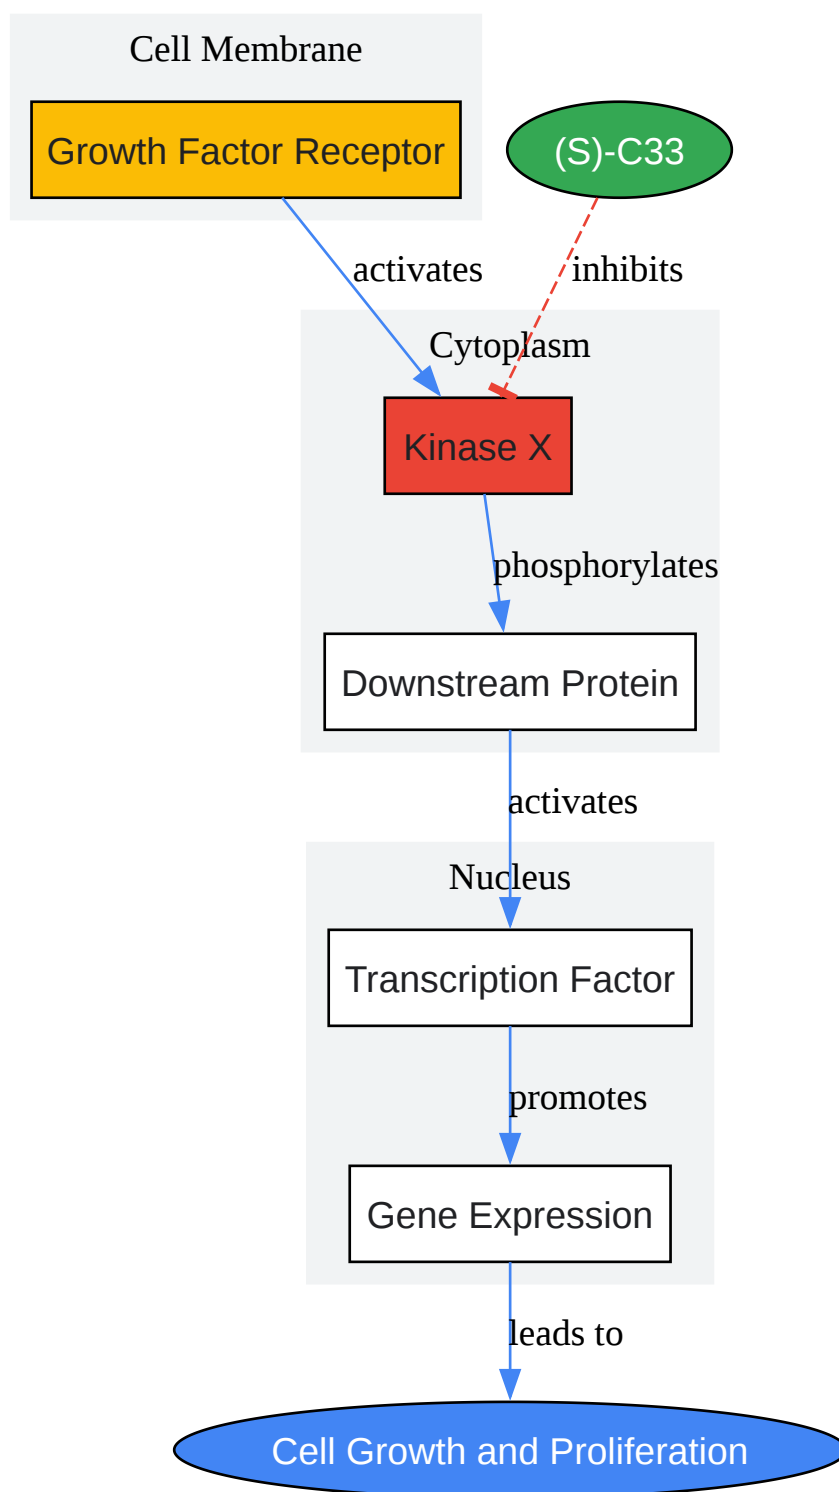 Cell Membrane
Growth Factor Receptor
(S)-C33
activates
inhibits
Cytoplasm
Kinase X
phosphorylates
Downstream Protein
activates
Nucleus
Transcription Factor
promotes
Gene Expression
leads to
Cell Growth and Proliferation